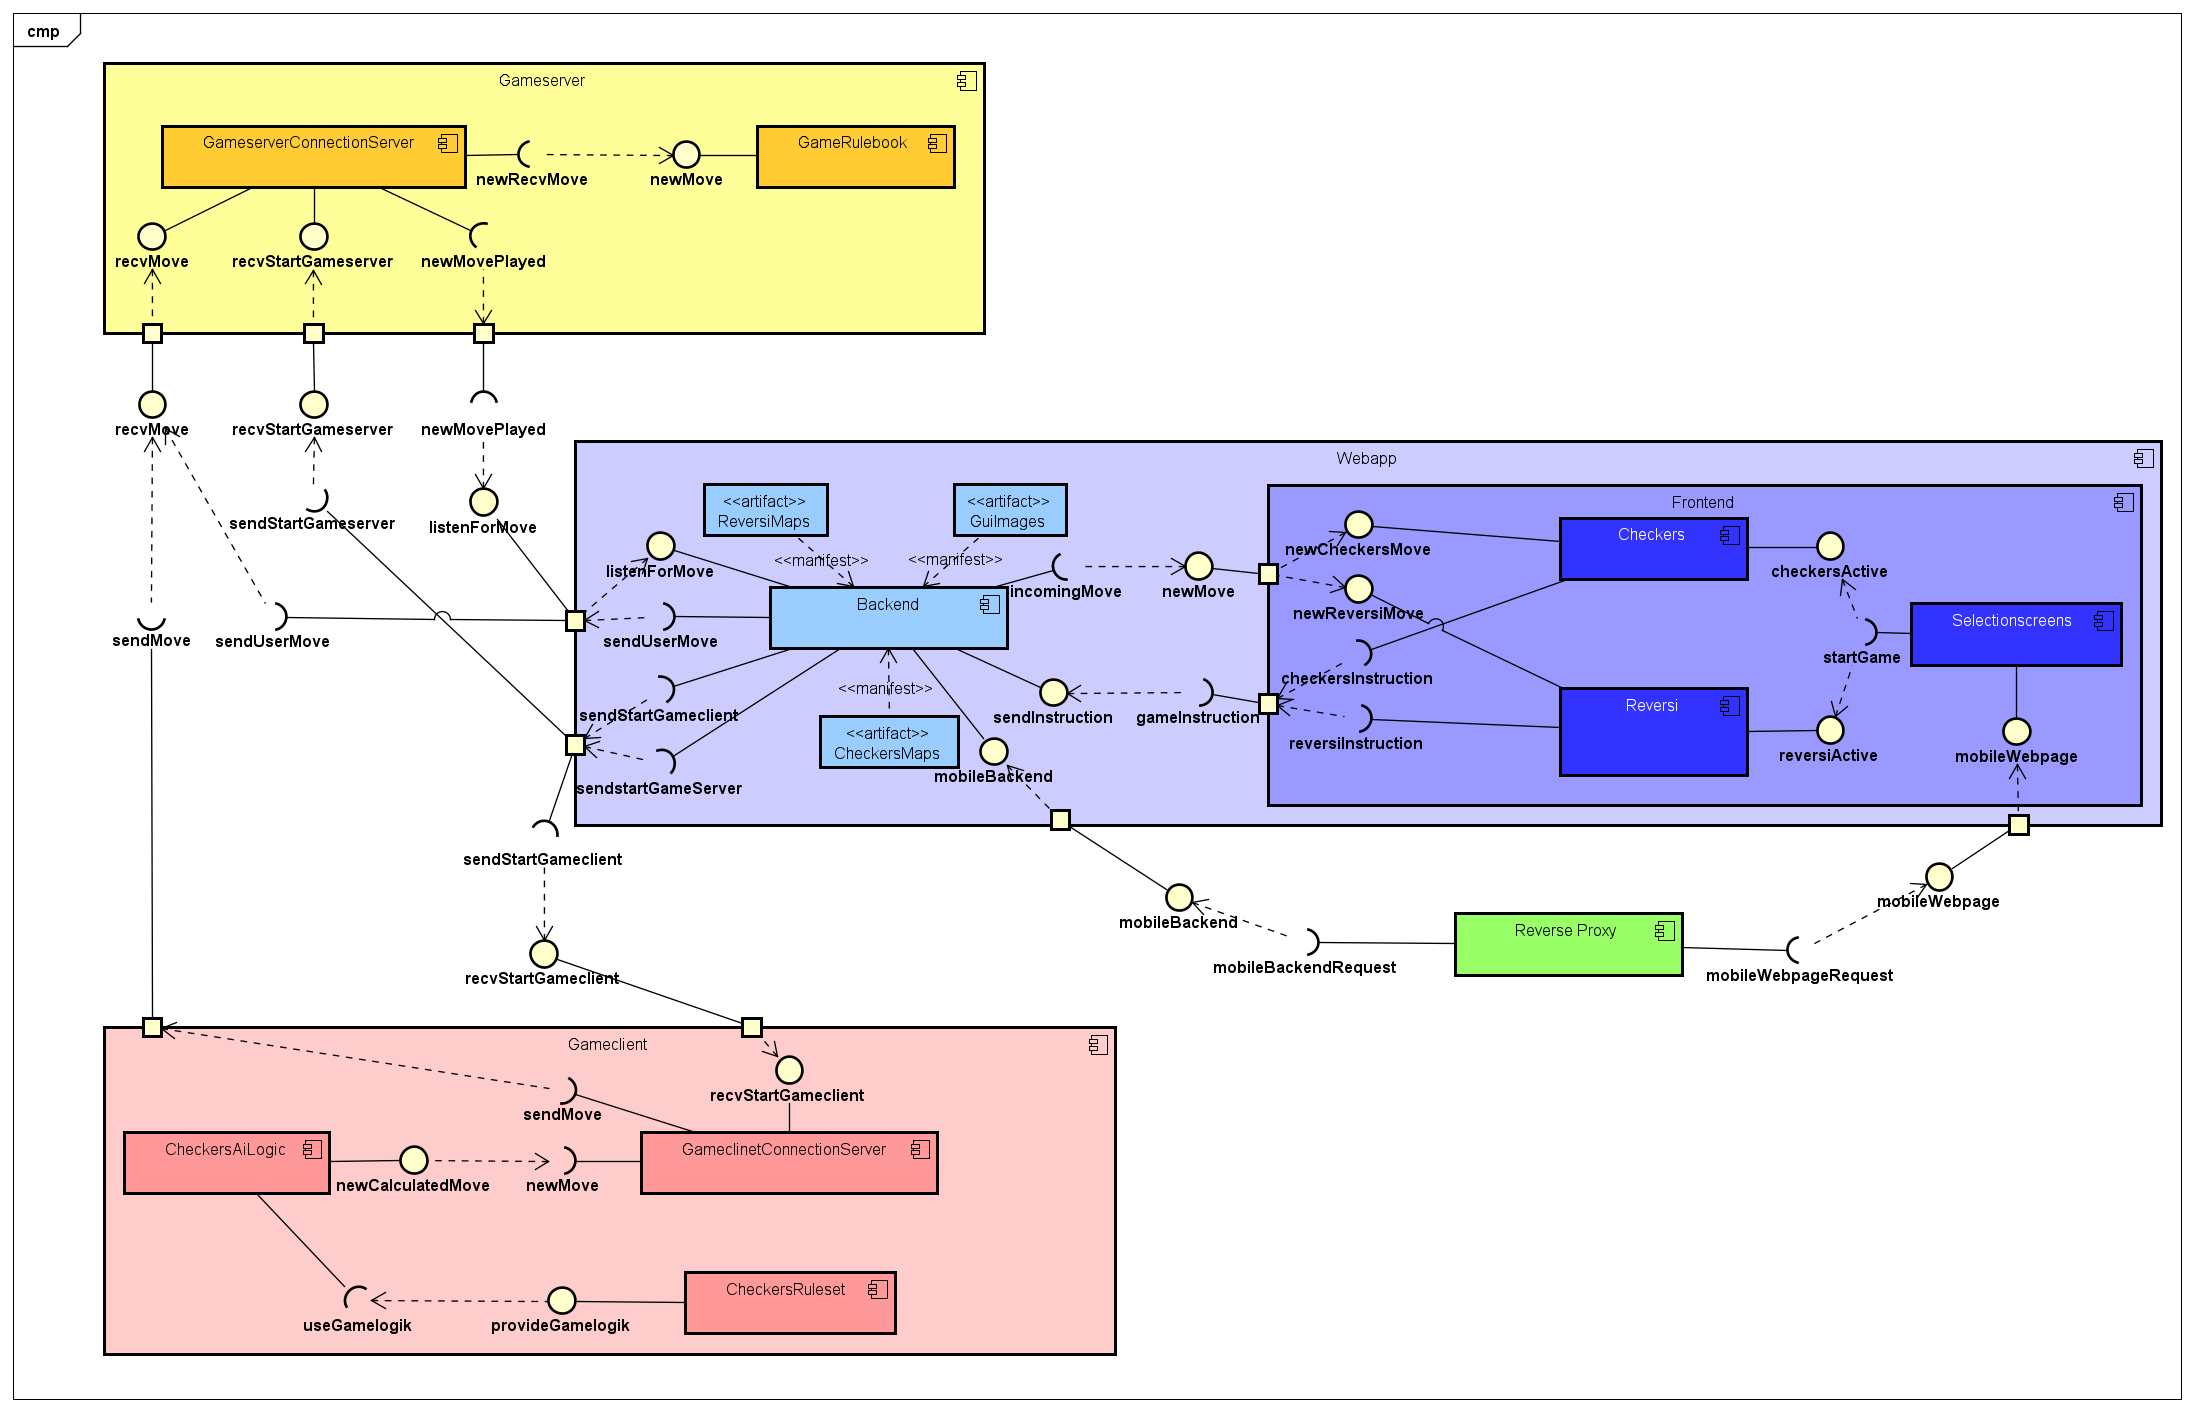 cmp
Gameserver
GameserverConnectionServer
GameRulebook
newRecvMove
newMove
recvMove
recvStartGameserver
newMovePlayed
recvMove
recvStartGameserver
newMovePlayed
sendStartGameserver
listenForMove
sendMove
sendUserMove
Webapp
<<artifact>>
ReversiMaps
<<artifact>>
GuiImages
<<manifest>>
<<manifest>>
listenForMove
Backend
incomingMove
newMove
sendUserMove
sendStartGameclient
<<manifest>>
sendInstruction
gameInstruction
<<artifact>>
CheckersMaps
sendstartGameServer
mobileBackend
Frontend
newCheckersMove
Checkers
checkersActive
newReversiMove
Selectionscreens
startGame
checkersInstruction
Reversi
reversiInstruction
reversiActive
mobileWebpage
sendStartGameclient
recvStartGameclient
mobileBackend
mobileBackendRequest
Reverse Proxy
mobileWebpage
mobileWebpageRequest
Gameclient
sendMove
recvStartGameclient
CheckersAiLogic
newCalculatedMove
newMove
GameclinetConnectionServer
useGamelogik
provideGamelogik
CheckersRuleset